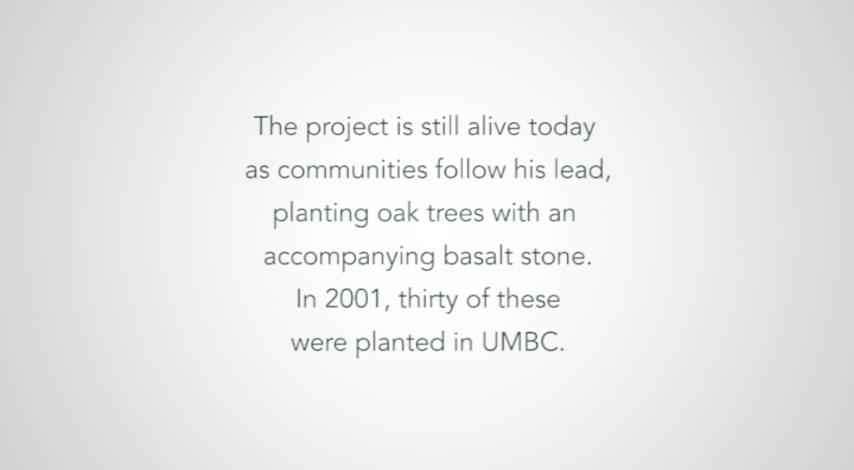 The project is still alive today
as communities follow his lead,
planting oak trees with an
accompanying basalt stone.
In 2001, thirty of these
were planted in UMBC.